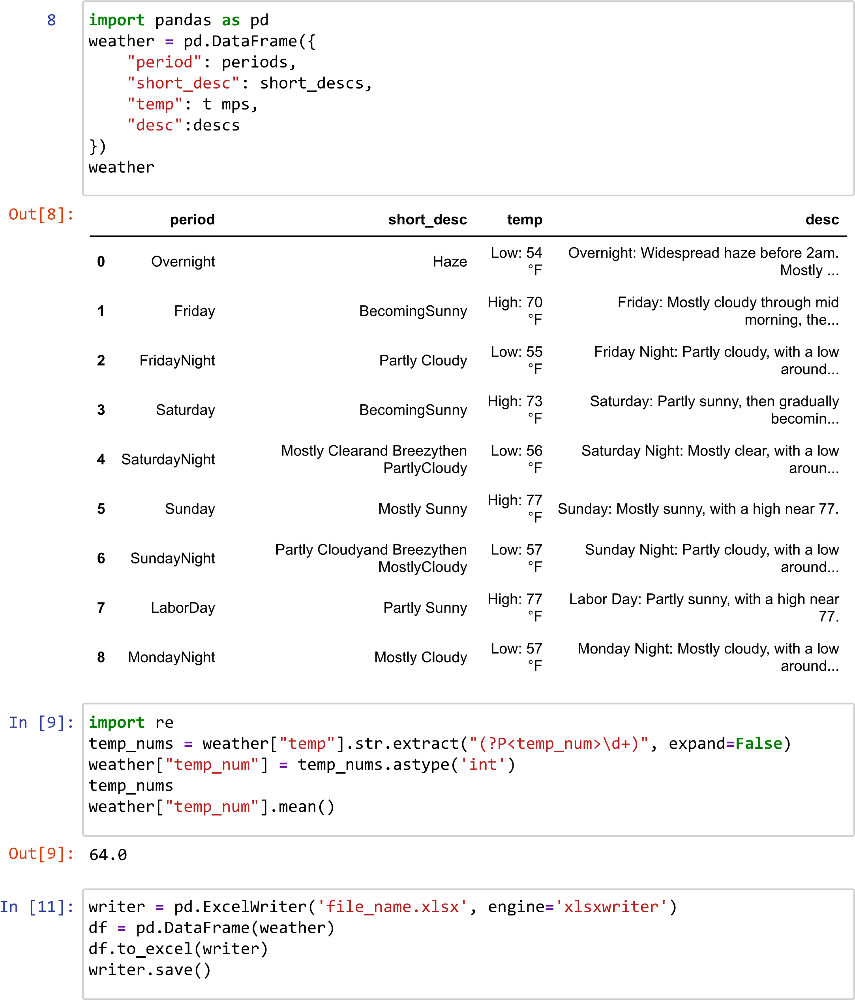 8
import pandas as pd
weather = pd.DataFrame({
"period": periods,
"short_desc": short_descs,
"temp": t mps,
"desc":descs
})
weather
Out[8]:
period short_desc temp desc
0 Overnight Haze Low: 54 °F Overnight: Widespread haze before 2am. Mostly ...
1 Friday BecomingSunny High: 70 °F Friday: Mostly cloudy through mid morning, the...
2 FridayNight Partly Cloudy Low: 55 °F Friday Night: Partly cloudy, with a low around...
3 Saturday BecomingSunny High: 73 °F Saturday: Partly sunny, then gradually becomin...
4 SaturdayNight Mostly Clearand Breezythen PartlyCloudy Low: 56 °F Saturday Night: Mostly clear, with a low aroun...
5 Sunday Mostly Sunny High: 77 °F Sunday: Mostly sunny, with a high near 77.
6 SundayNight Partly Cloudyand Breezythen MostlyCloudy Low: 57 °F Sunday Night: Partly cloudy, with a low around...
7 LaborDay Partly Sunny High: 77 °F Labor Day: Partly sunny, with a high near 77.
8 MondayNight Mostly Cloudy Low: 57 °F Monday Night: Mostly cloudy, with a low around...
In [9]:
import re
temp_nums = weather["temp"].str.extract("(?P<temp_num>\d+)", expand=False)
weather["temp_num"] = temp_nums.astype('int')
temp_nums
weather["temp_num"].mean()
Out[9]: 64.0
In [11]:
writer = pd.ExcelWriter('file_name.xlsx', engine='xlsxwriter')
df = pd.DataFrame(weather)
df.to_excel(writer)
writer.save()